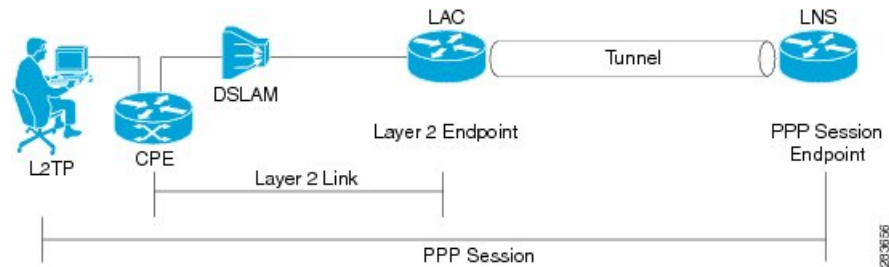 LAC
LNS
Tunnel
DSLAM
Layer 2 Endpoint
PPP Session
Endpoint
L2TP
CPE
Layer 2 Link
PPP Session
283656